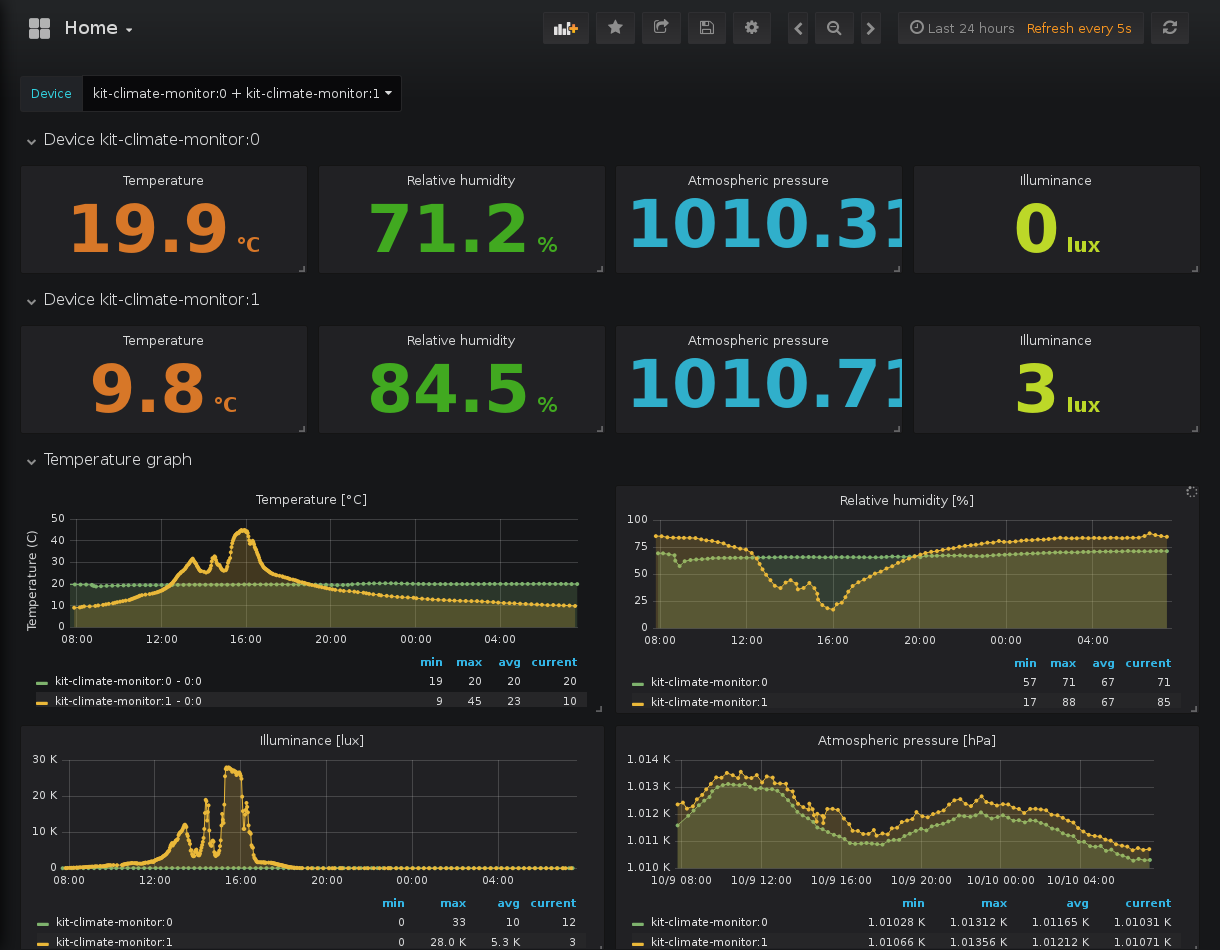 Home
Last 24 hours Refresh every 5s
Device kit-climate-monitor:0 + kit-climate-monitor:1
Device kit-climate-monitor:0
Temperature Relative humidity Atmospheric pressure Illuminance
19.9 °C 71.2 % 1010.31 0 lux
Device kit-climate-monitor:1
Temperature Relative humidity Atmospheric pressure Illuminance
9.8 °C 84.5 % 1010.71 3 lux
Temperature graph
Temperature [°C]
Temperature (C)
50
40
30
20
10
0
08:00 12:00 16:00 20:00 00:00 04:00
min max avg current
kit-climate-monitor:0 - 0:0 19 20 20 20
kit-climate-monitor:1 - 0:0 9 45 23 10
Relative humidity [%]
100
75
50
25
0
08:00 12:00 16:00 20:00 00:00 04:00
min max avg current
kit-climate-monitor:0 57 71 67 71
kit-climate-monitor:1 17 88 67 85
Illuminance [lux]
30 K
20 K
10 K
0
08:00 12:00 16:00 20:00 00:00 04:00
min max avg current
kit-climate-monitor:0 0 33 10 12
kit-climate-monitor:1 0 28.0 K 5.3 K 3
Atmospheric pressure [hPa]
1.014 K
1.013 K
1.012 K
1.011 K
1.010 K
10/9 08:00 10/9 12:00 10/9 16:00 10/9 20:00 10/10 00:00 10/10 04:00
min max avg current
kit-climate-monitor:0 1.01028 K 1.01312 K 1.01165 K 1.01031 K
kit-climate-monitor:1 1.01066 K 1.01356 K 1.01212 K 1.01071 K